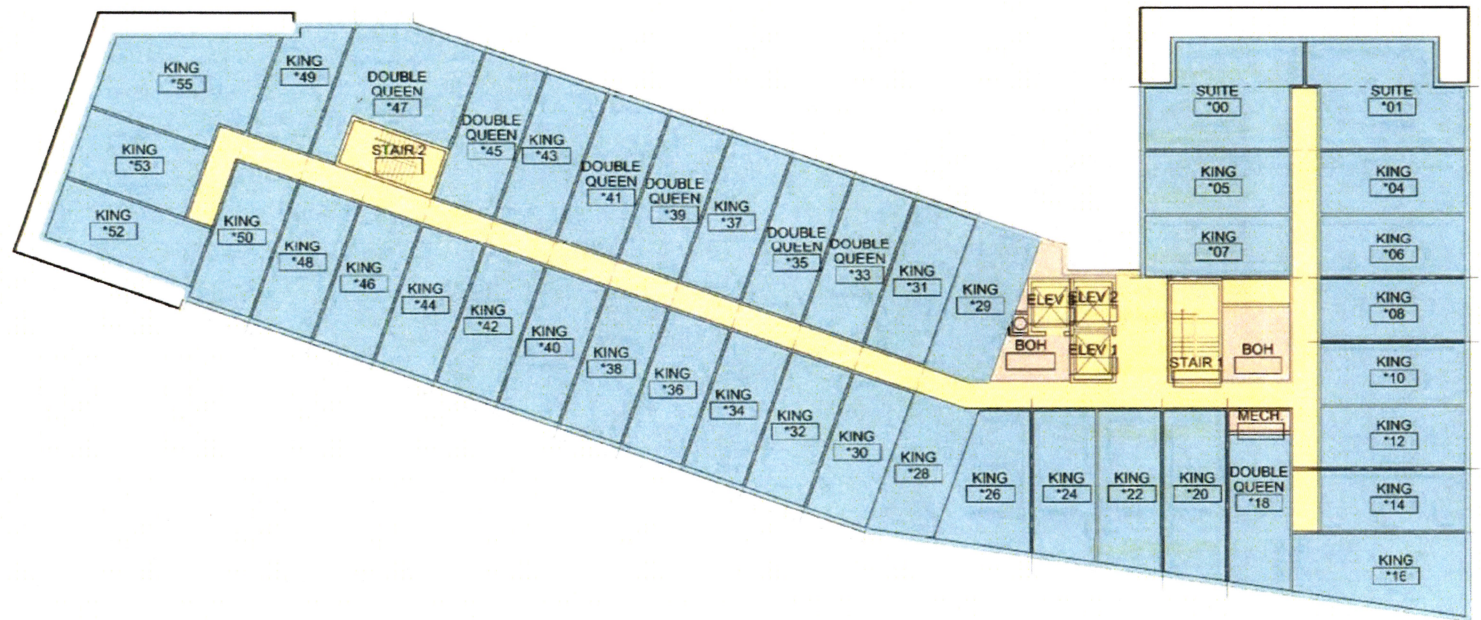 KING
*55
KING
*49
DOUBLE
QUEEN
*47
DOUBLE
QUEEN
*45
KING
*43
DOUBLE
QUEEN
*41
DOUBLE
QUEEN
*39
KING
*37
DOUBLE
QUEEN
*35
DOUBLE
QUEEN
*33
KING
*31
KING
*29
KING
*53
KING
*52
STAIR 2
KING
*50
KING
*48
KING
*46
KING
*44
KING
*42
KING
*40
KING
*38
KING
*36
KING
*34
KING
*32
KING
*30
KING
*28
KING
*26
KING
*24
KING
*22
KING
*20
DOUBLE
QUEEN
*18
MECH.
ELEV
ELEV 2
ELEV 1
BOH
STAIR 1
BOH
SUITE
*00
SUITE
*01
KING
*05
KING
*04
KING
*07
KING
*06
KING
*08
KING
*10
KING
*12
KING
*14
KING
*16